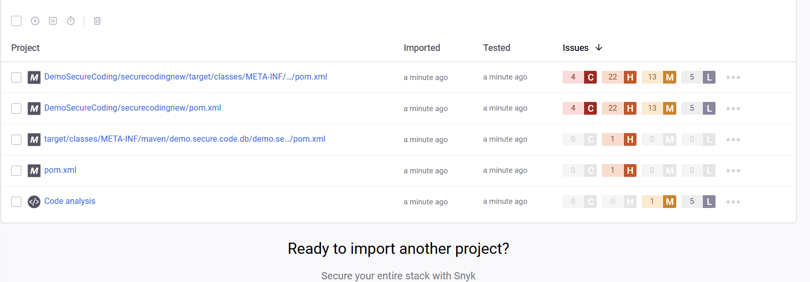 Project Imported Tested Issues ↓
M DemoSecureCoding/securecodingnew/target/classes/META-INF/.../pom.xml a minute ago a minute ago 4 C 22 H 13 M 5 L
M DemoSecureCoding/securecodingnew/pom.xml a minute ago a minute ago 4 C 22 H 13 M 5 L
M target/classes/META-INF/maven/demo.secure.code.db/demo.se.../pom.xml a minute ago a minute ago 0 C 1 H 0 M 0 L
M pom.xml a minute ago a minute ago 0 C 1 H 0 M 0 L
</> Code analysis a minute ago a minute ago 0 C 0 H 1 M 5 L
Ready to import another project?
Secure your entire stack with Snyk